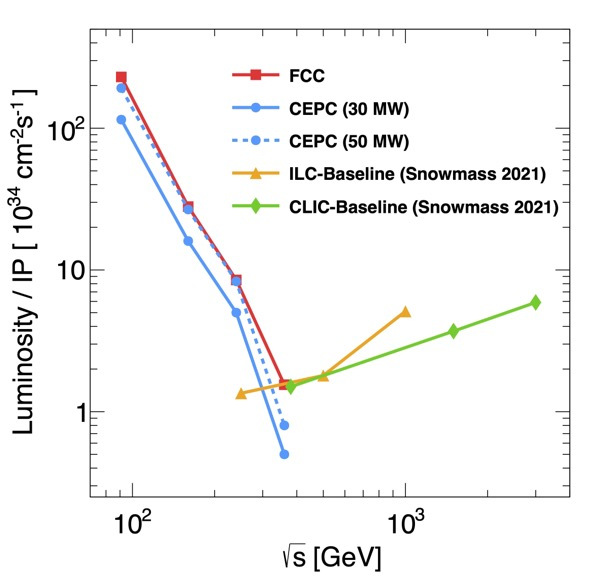 FCC
CEPC (30 MW)
CEPC (50 MW)
ILC-Baseline (Snowmass 2021)
CLIC-Baseline (Snowmass 2021)
Luminosity / IP [ 10³⁴ cm⁻²s⁻¹ ]
10²
10
1
10²
10³
√s [GeV]